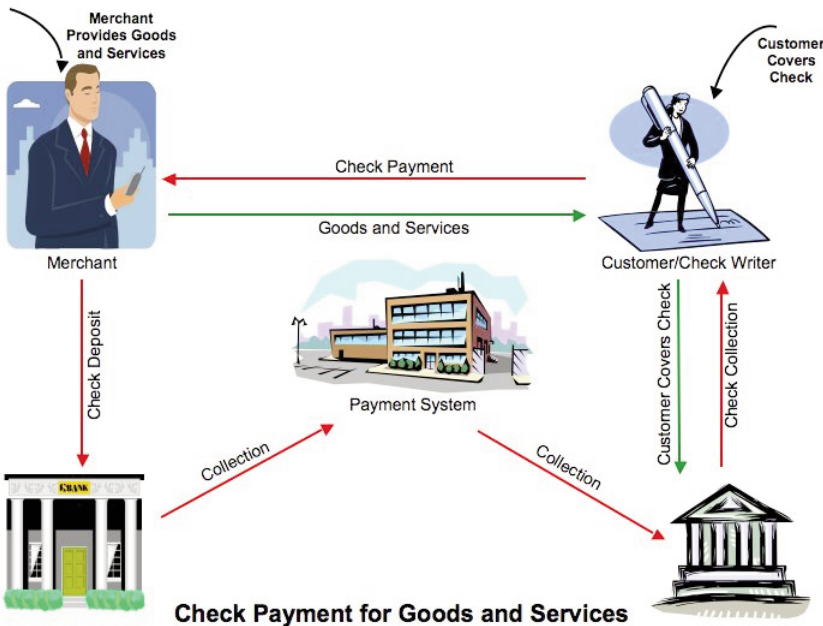 Merchant
Provides Goods
and Services
Customer
Covers
Check
Check Payment
Goods and Services
Merchant
Customer/Check Writer
Check Deposit
Payment System
Customer Covers Check
Check Collection
Collection
Collection
BANK
Check Payment for Goods and Services